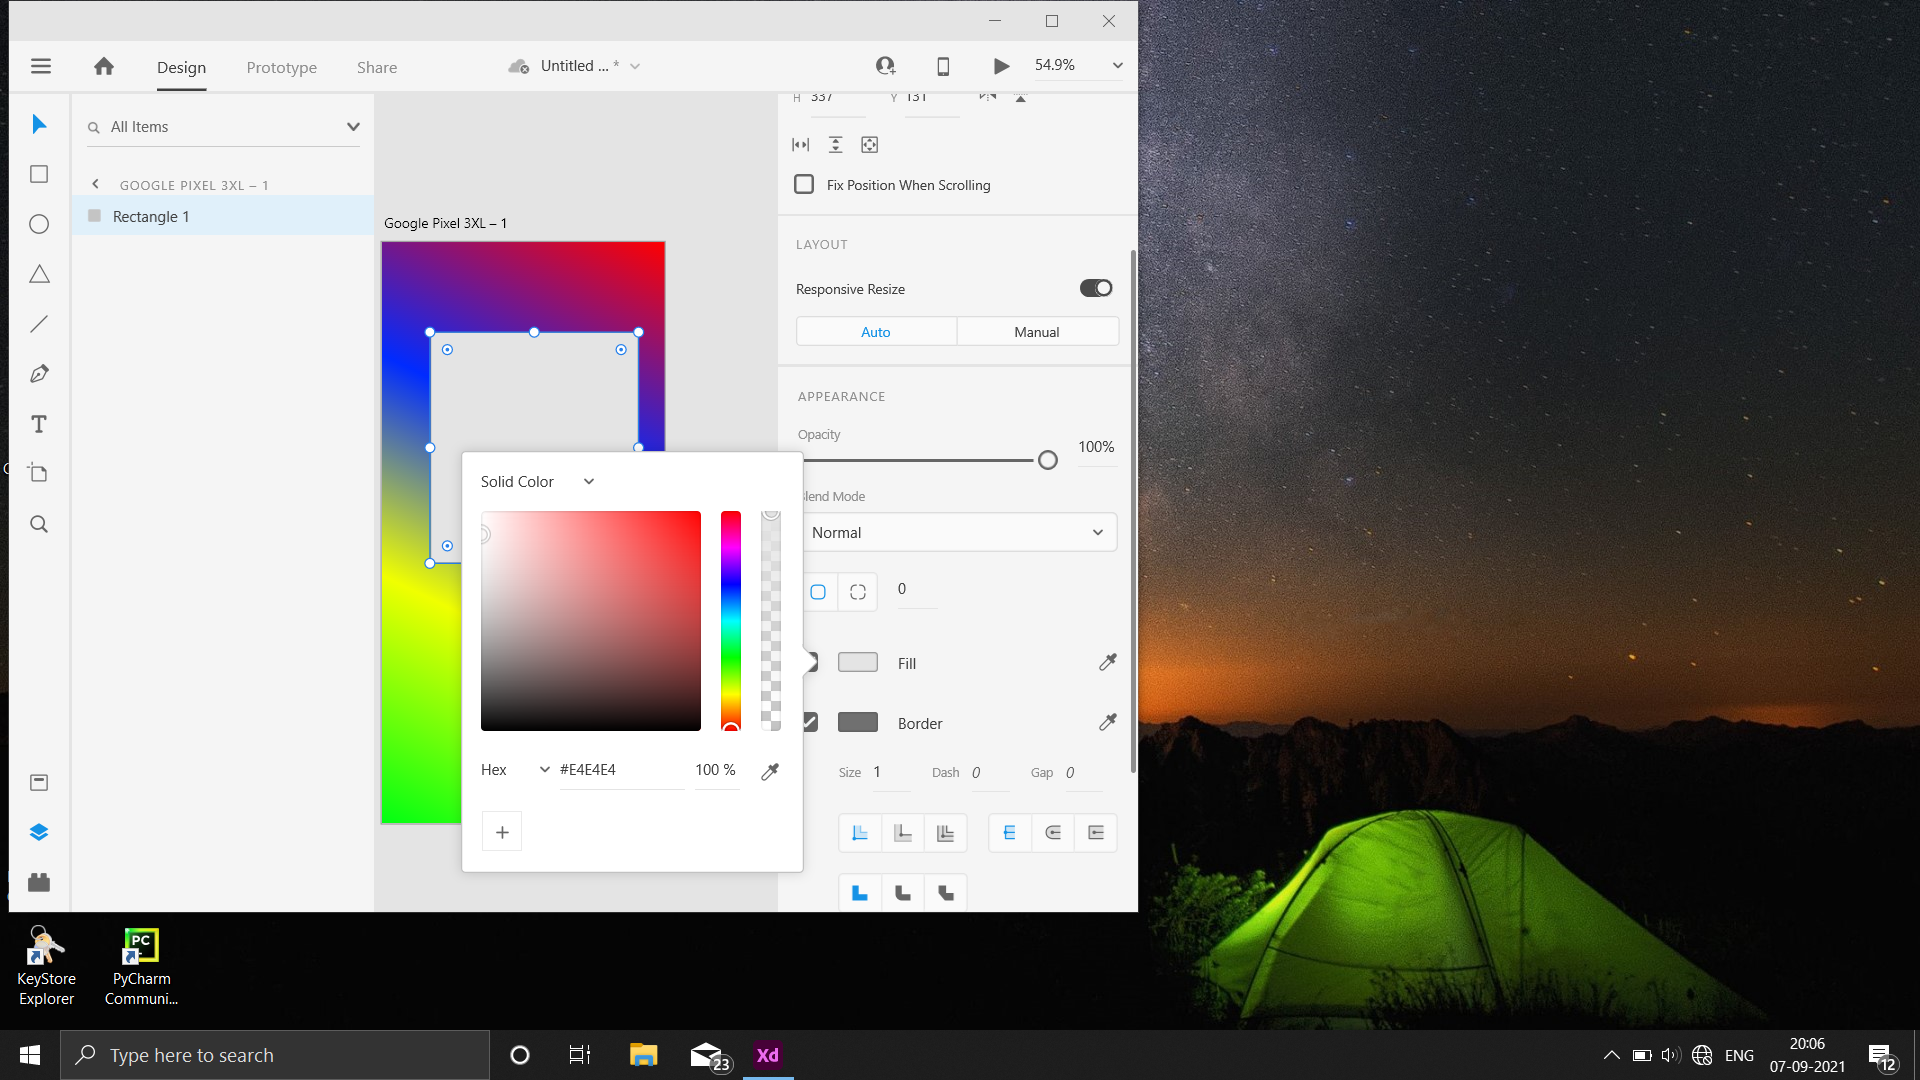 Design
Prototype
Share
Untitled ... *
54.9%
H 337
Y 131
All Items
GOOGLE PIXEL 3XL – 1
Rectangle 1
Google Pixel 3XL – 1
Fix Position When Scrolling
LAYOUT
Responsive Resize
Auto
Manual
APPEARANCE
Opacity
100%
Blend Mode
Normal
0
Fill
Border
Size 1
Dash 0
Gap 0
Solid Color
Hex
#E4E4E4
100 %
KeyStore
Explorer
PC
PyCharm
Communi...
Type here to search
23
Xd
ENG
20:06
07-09-2021
12